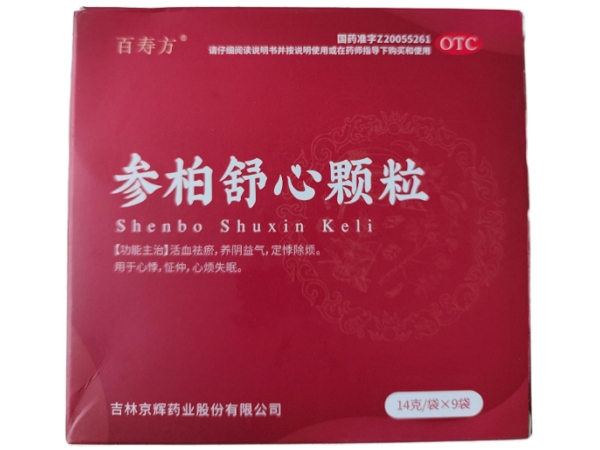 百寿方®
国药准字Z20055261
请仔细阅读说明书并按说明使用或在药师指导下购买和使用
OTC
参柏舒心颗粒
Shenbo Shuxin Keli
【功能主治】活血祛瘀,养阴益气,定悸除烦。
用于心悸,怔仲,心烦失眠。
吉林京辉药业股份有限公司
14克/袋×9袋